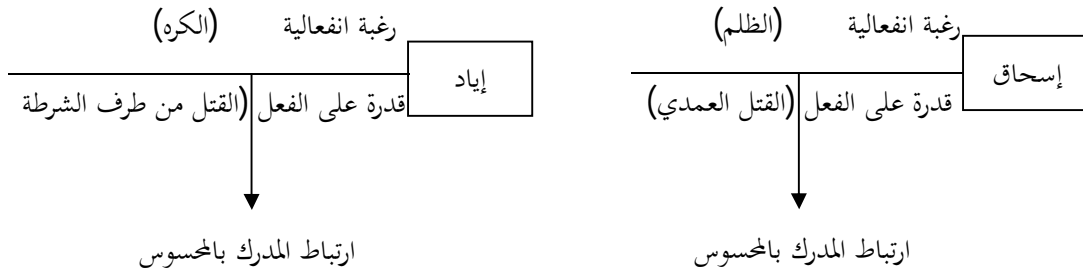 رغبة انفعالية (الظلم)
إسحاق
قدرة على الفعل (القتل العمدي)
ارتباط المدرك بالمحسوس
رغبة انفعالية (الكره)
إياد
قدرة على الفعل (القتل من طرف الشرطة
ارتباط المدرك بالمحسوس